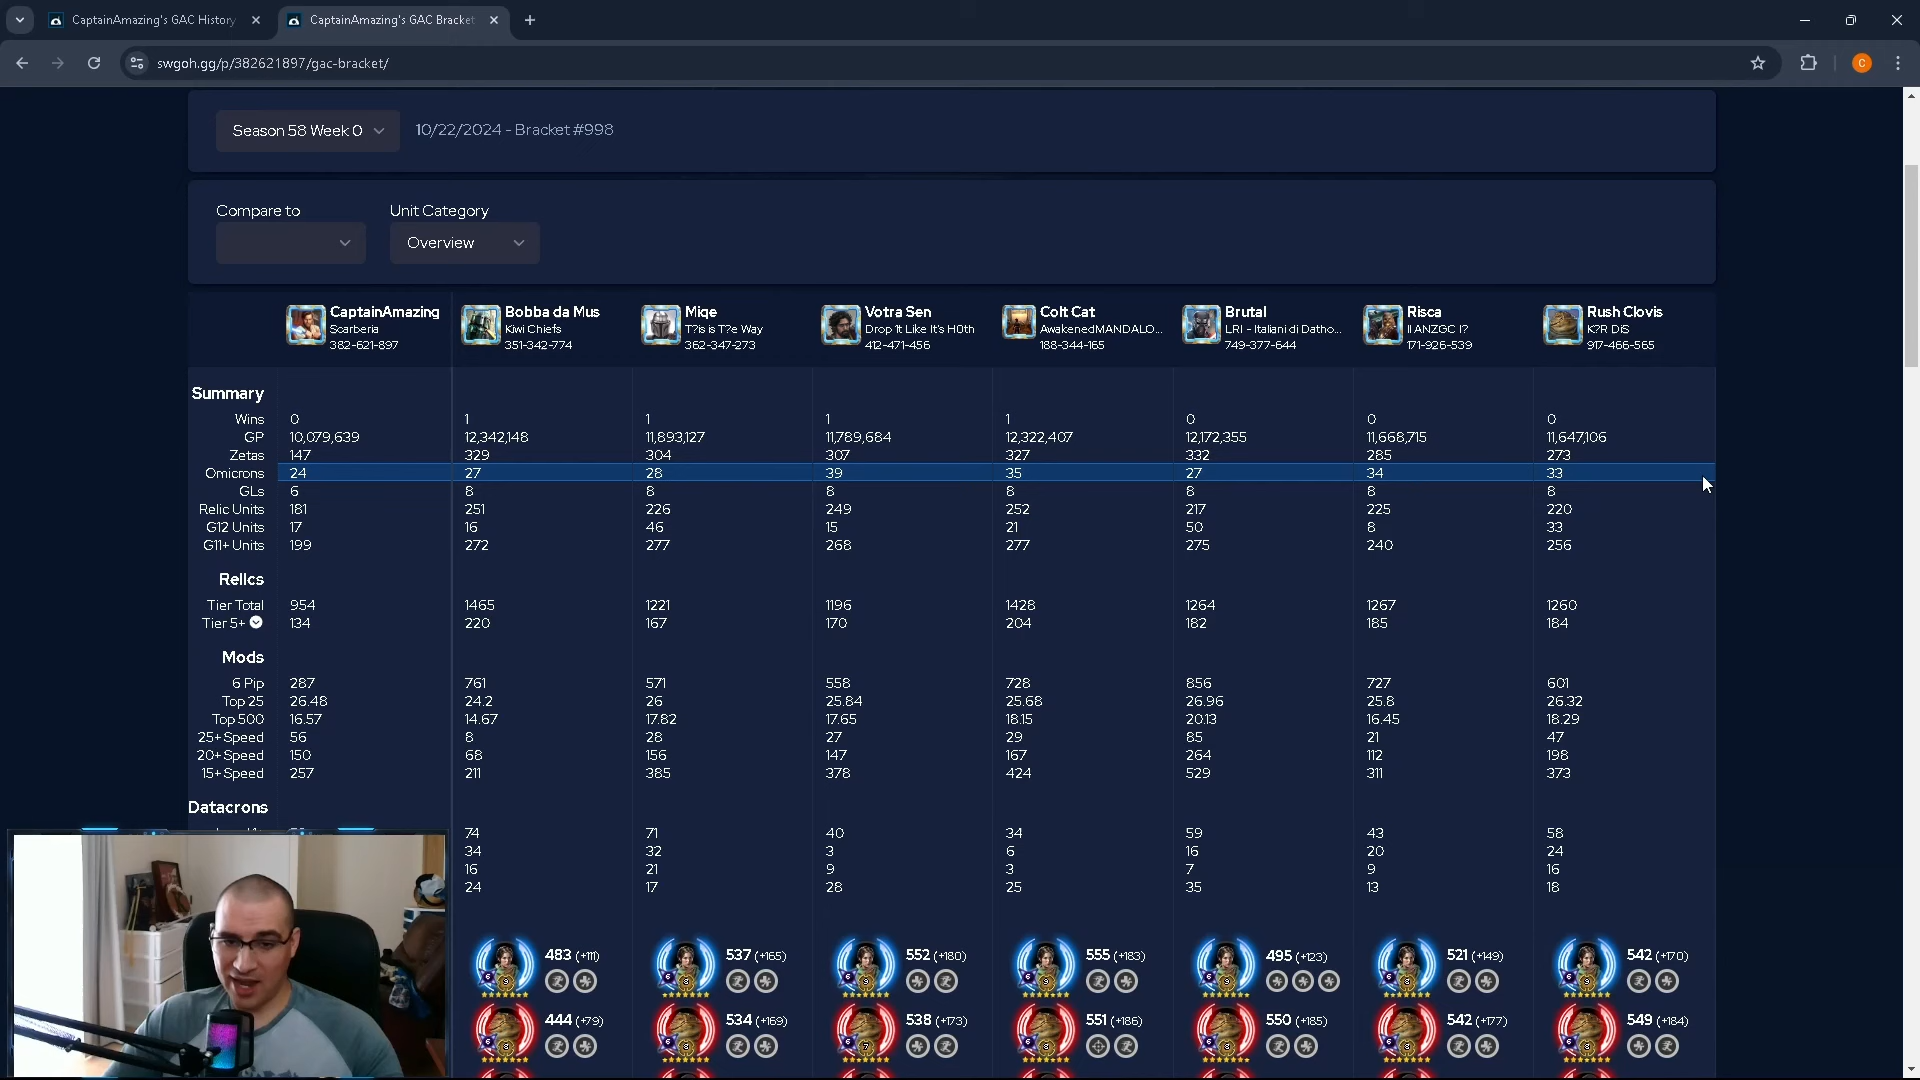 CaptainAmazing's GAC History
CaptainAmazing's GAC Bracket
swgoh.gg/p/382621897/gac-bracket/
C
Season 58 Week 0
10/22/2024 - Bracket #998
Compare to
Unit Category
Overview
CaptainAmazing
Scarberia
382-621-897
Bobba da Mus
Kiwi Chiefs
351-342-774
Miqe
T?is is T?e Way
362-347-273
Votra Sen
Drop 1t Like It's H0th
412-471-456
Colt Cat
AwakenedMANDALO...
188-344-165
Brutal
LRI - Italiani di Datho...
749-377-644
Risca
II ANZGC I?
171-926-539
Rush Clovis
K?R DiS
917-466-565
Summary
Wins 0 1 1 1 1 0 0 0
GP 10,079,639 12,342,148 11,893,127 11,789,684 12,322,407 12,172,355 11,668,715 11,647,106
Zetas 147 329 304 307 327 332 285 273
Omicrons 24 27 28 39 35 27 34 33
GLs 6 8 8 8 8 8 8 8
Relic Units 181 251 226 249 252 217 225 220
G12 Units 17 16 46 15 21 50 8 33
G11+ Units 199 272 277 268 277 275 240 256
Relics
Tier Total 954 1465 1221 1196 1428 1264 1267 1260
Tier 5+ 134 220 167 170 204 182 185 184
Mods
6 Pip 287 761 571 558 728 856 727 601
Top 25 26.48 24.2 26 25.84 25.68 26.96 25.8 26.32
Top 500 16.57 14.67 17.82 17.65 18.15 20.13 16.45 18.29
25+ Speed 56 8 28 27 29 85 21 47
20+ Speed 150 68 156 147 167 264 112 198
15+ Speed 257 211 385 378 424 529 311 373
Datacrons
74 71 40 34 59 43 58
34 32 3 6 16 20 24
16 21 9 3 7 9 16
24 17 28 25 35 13 18
483 (+111) 537 (+165) 552 (+180) 555 (+183) 495 (+123) 521 (+149) 542 (+170)
444 (+79) 534 (+169) 538 (+173) 551 (+186) 550 (+185) 542 (+177) 549 (+184)